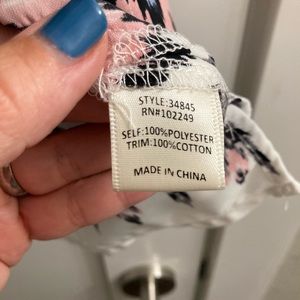 STYLE:34845
RN#102249
SELF:100%POLYESTER
TRIM:100%COTTON
MADE IN CHINA